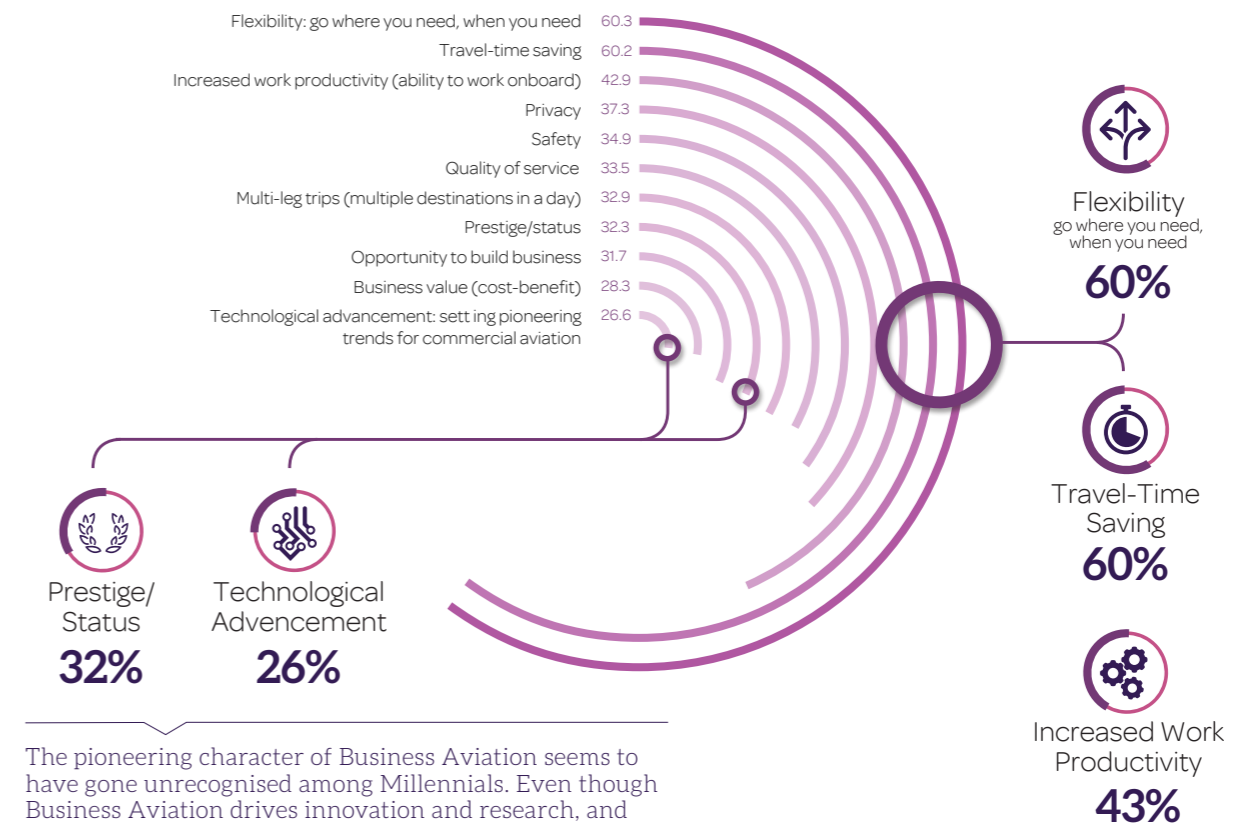 Flexibility: go where you need, when you need 60.3
Travel-time saving 60.2
Increased work productivity (ability to work onboard) 42.9
Privacy 37.3
Safety 34.9
Quality of service 33.5
Multi-leg trips (multiple destinations in a day) 32.9
Prestige/status 32.3
Opportunity to build business 31.7
Business value (cost-benefit) 28.3
Technological advancement: sett ing pioneering 26.6
trends for commercial aviation
Flexibility
go where you need,
when you need
60%
Travel-Time
Saving
60%
Increased Work
Productivity
43%
Prestige/
Status
32%
Technological
Advencement
26%
The pioneering character of Business Aviation seems to
have gone unrecognised among Millennials. Even though
Business Aviation drives innovation and research, and